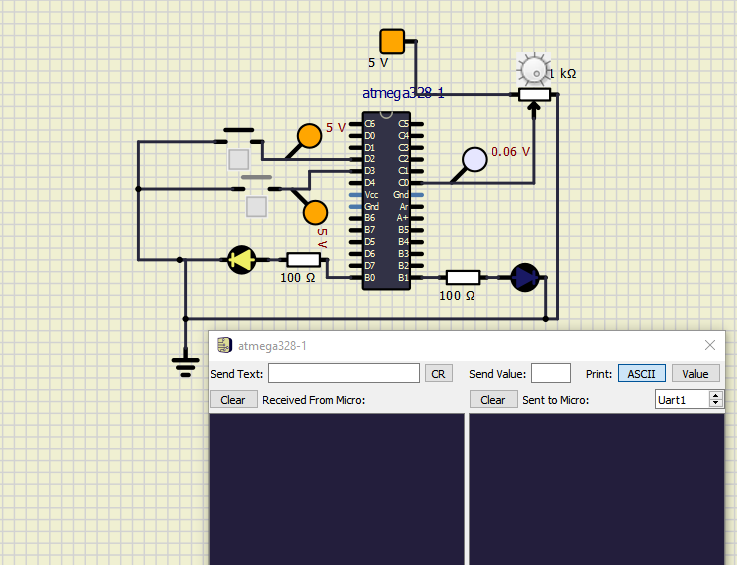 5 V
1 kΩ
atmega328-1
5 V
0.06 V
5 V
C6
D0
D1
D2
D3
D4
Vcc
Gnd
B6
B7
D5
D6
D7
B0
C5
C4
C3
C2
C1
C0
Gnd
Ar
A+
B5
B4
B3
B2
B1
100 Ω
100 Ω
atmega328-1
Send Text: CR Send Value: Print: ASCII Value
Clear Received From Micro: Clear Sent to Micro: Uart1